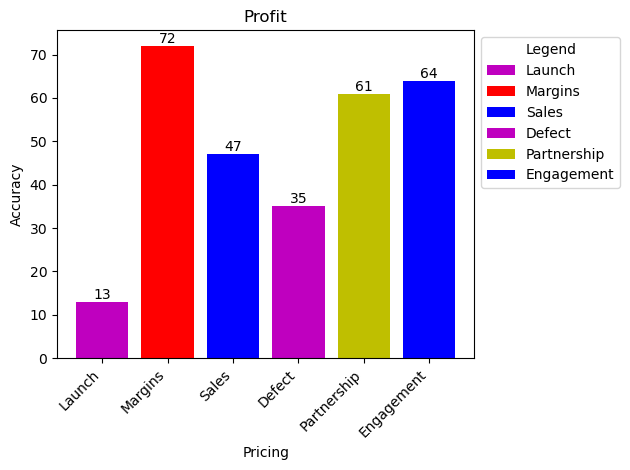 Profit
Accuracy
70
60
50
40
30
20
10
0
13
72
47
35
61
64
Launch
Margins
Sales
Defect
Partnership
Engagement
Pricing
Legend
Launch
Margins
Sales
Defect
Partnership
Engagement